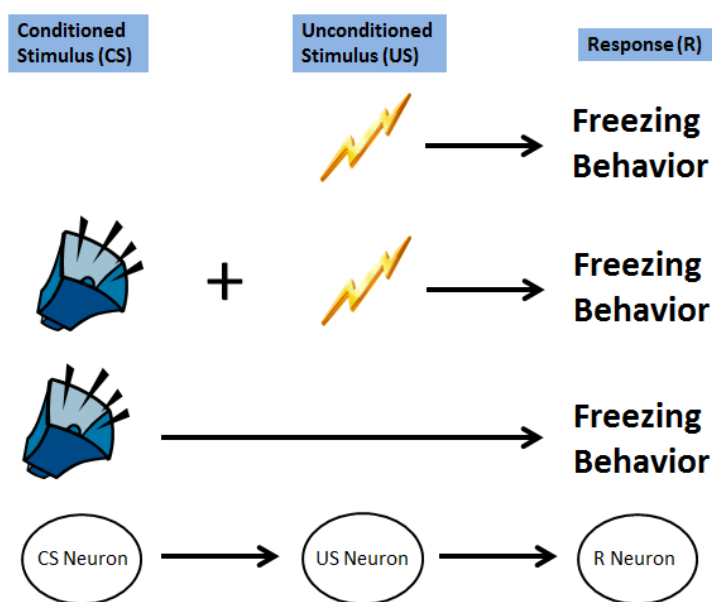 Conditioned
Stimulus (CS)
Unconditioned
Stimulus (US)
Response (R)
Freezing
Behavior
+
Freezing
Behavior
Freezing
Behavior
CS Neuron
US Neuron
R Neuron